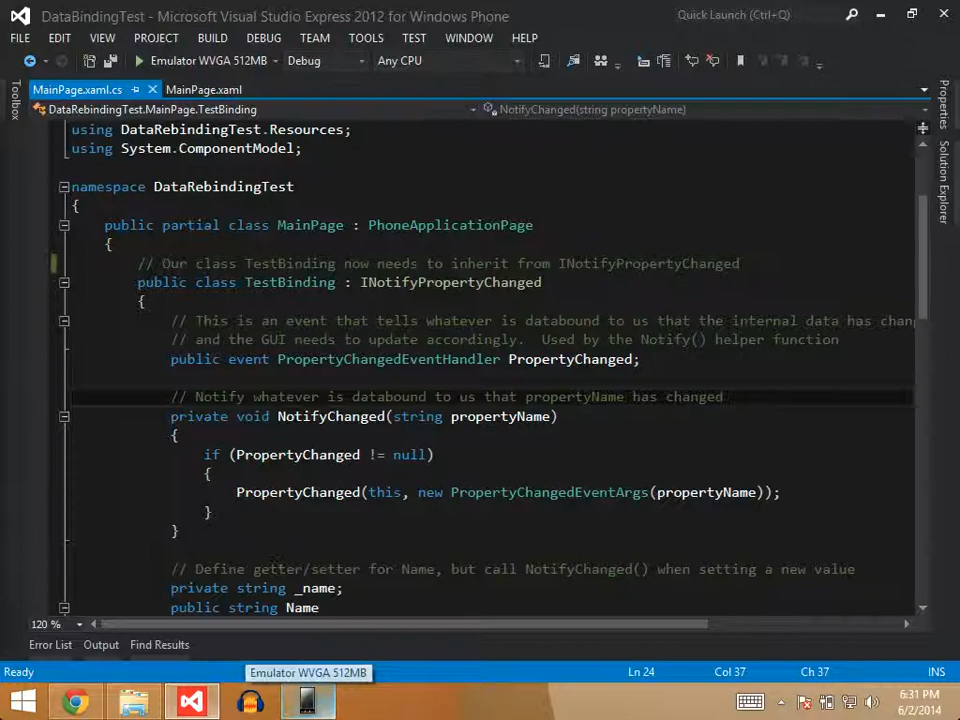 DataBindingTest - Microsoft Visual Studio Express 2012 for Windows Phone
Quick Launch (Ctrl+Q)
FILE EDIT VIEW PROJECT BUILD DEBUG TEAM TOOLS TEST WINDOW HELP
Emulator WVGA 512MB Debug Any CPU
MainPage.xaml.cs MainPage.xaml
DataRebindingTest.MainPage.TestBinding NotifyChanged(string propertyName)
Toolbox
Properties
Solution Explorer
using DataRebindingTest.Resources;
using System.ComponentModel;
namespace DataRebindingTest
{
public partial class MainPage : PhoneApplicationPage
{
// Our class TestBinding now needs to inherit from INotifyPropertyChanged
public class TestBinding : INotifyPropertyChanged
{
// This is an event that tells whatever is databound to us that the internal data has chan
// and the GUI needs to update accordingly.  Used by the Notify() helper function
public event PropertyChangedEventHandler PropertyChanged;
// Notify whatever is databound to us that propertyName has changed
private void NotifyChanged(string propertyName)
{
if (PropertyChanged != null)
{
PropertyChanged(this, new PropertyChangedEventArgs(propertyName));
}
}
// Define getter/setter for Name, but call NotifyChanged() when setting a new value
private string _name;
public string Name
120 %
Error List Output Find Results
Ready Emulator WVGA 512MB Ln 24 Col 37 Ch 37 INS
6:31 PM
6/2/2014